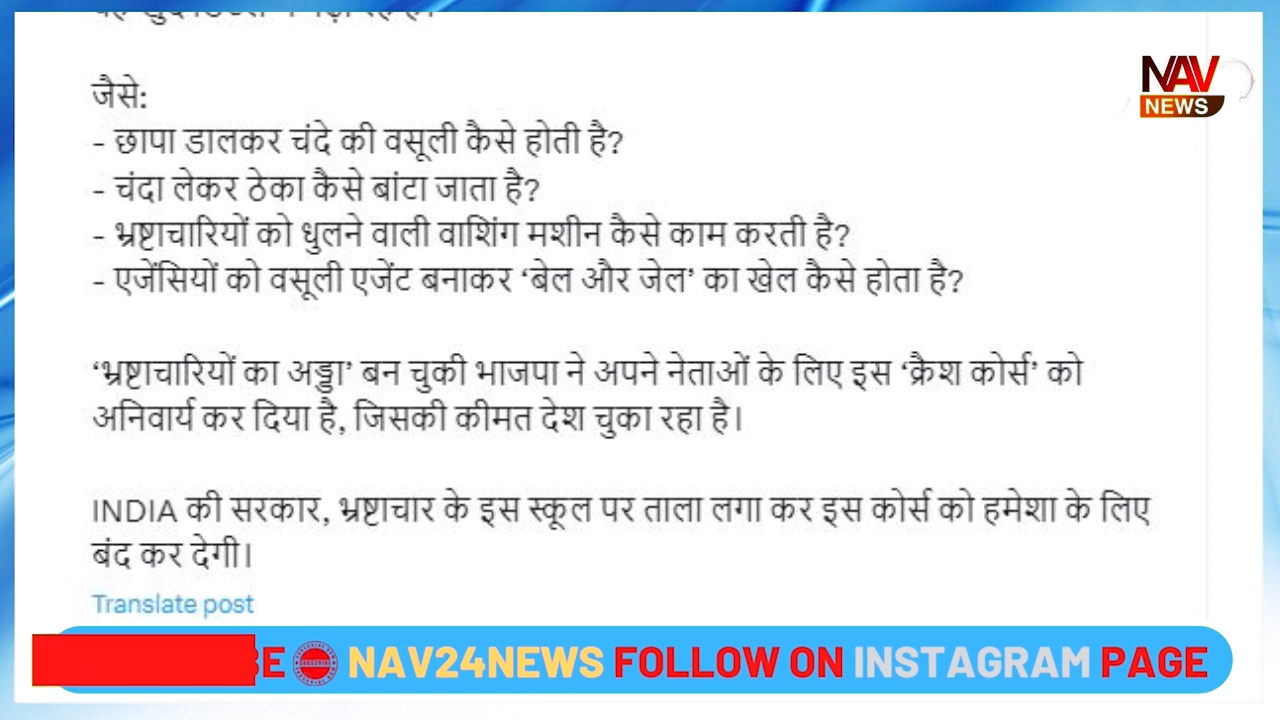 जैसे:
- छापा डालकर चंदे की वसूली कैसे होती है?
- चंदा लेकर ठेका कैसे बांटा जाता है?
- भ्रष्टाचारियों को धुलने वाली वाशिंग मशीन कैसे काम करती है?
- एजेंसियों को वसूली एजेंट बनाकर ‘बेल और जेल’ का खेल कैसे होता है?
‘भ्रष्टाचारियों का अड्डा’ बन चुकी भाजपा ने अपने नेताओं के लिए इस ‘क्रैश कोर्स’ को
अनिवार्य कर दिया है, जिसकी कीमत देश चुका रहा है।
INDIA की सरकार, भ्रष्टाचार के इस स्कूल पर ताला लगा कर इस कोर्स को हमेशा के लिए
बंद कर देगी।
Translate post
NAV
NEWS
BE NAV24NEWS FOLLOW ON INSTAGRAM PAGE